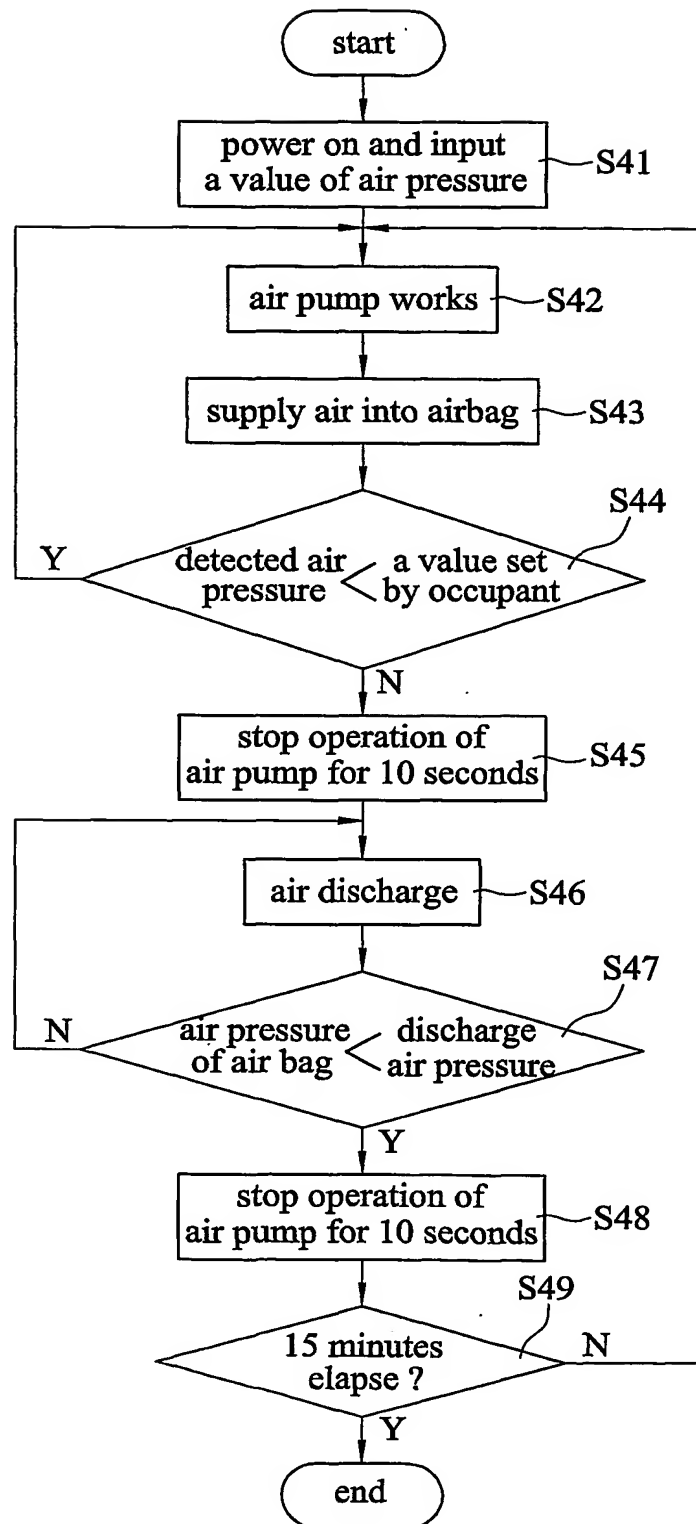 start
power on and input
a value of air pressure
S41
air pump works
S42
supply air into airbag
S43
S44
Y
detected air
pressure
<
a value set
by occupant
N
stop operation of
air pump for 10 seconds
S45
air discharge
S46
S47
N
air pressure
of air bag
<
discharge
air pressure
Y
stop operation of
air pump for 10 seconds
S48
S49
15 minutes
elapse ?
N
Y
end